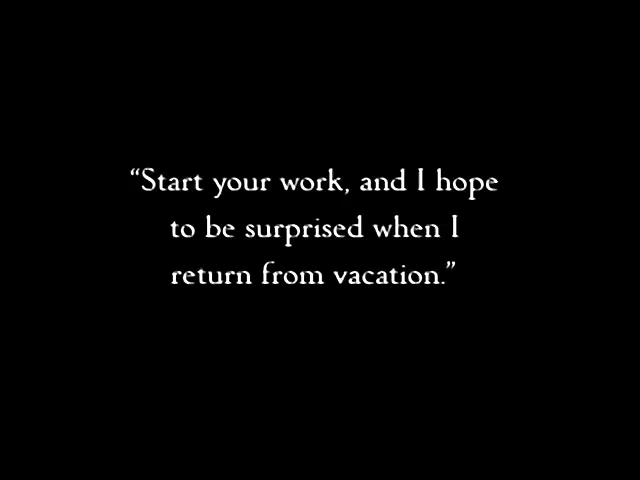 “Start your work, and I hope
to be surprised when I
return from vacation.”